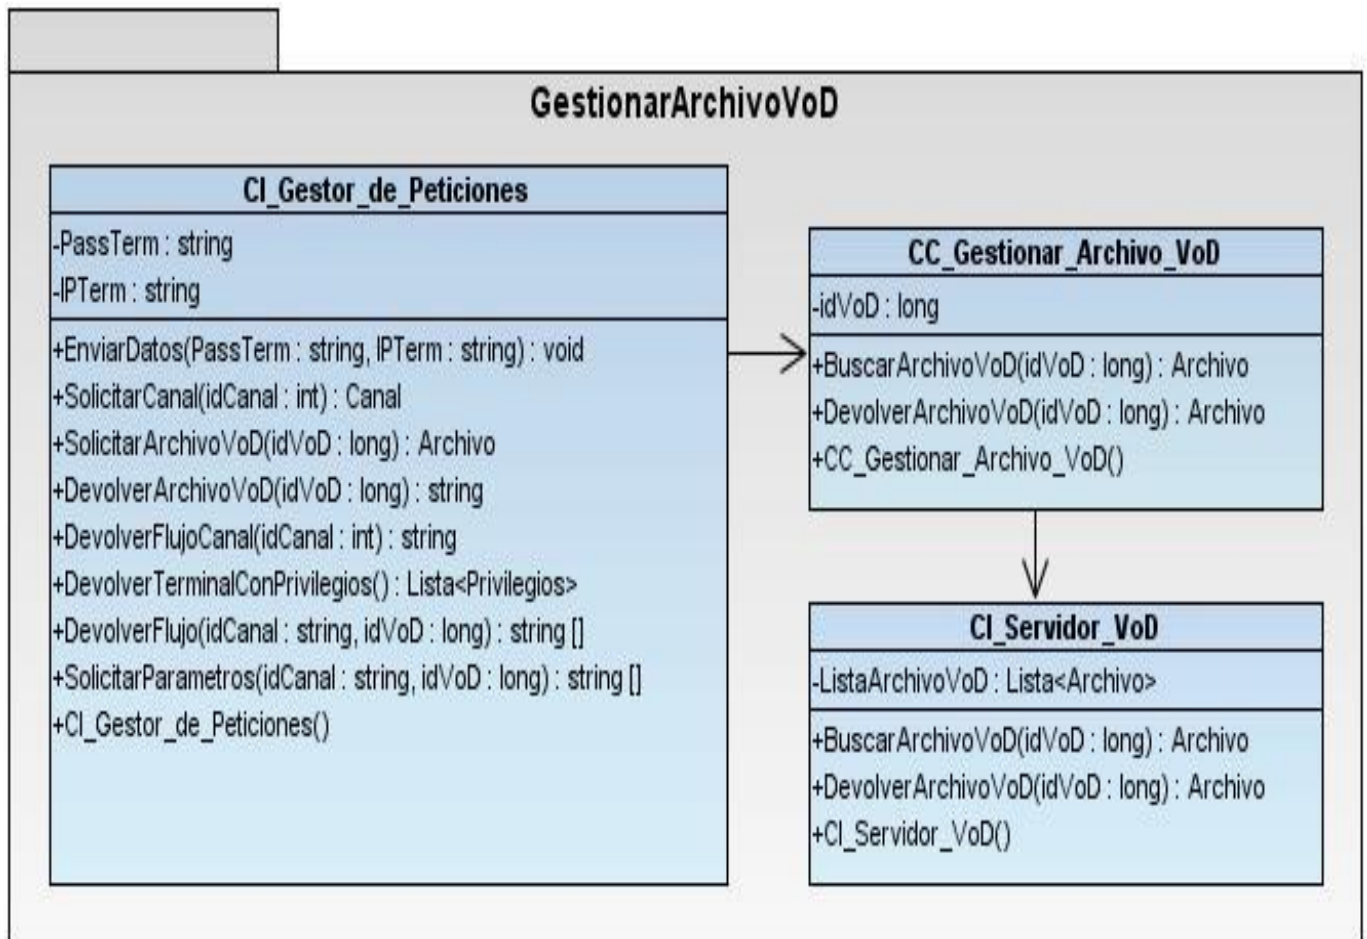 GestionarArchivoVoD
CI_Gestor_de_Peticiones
-PassTerm : string
-IPTerm : string
+EnviarDatos(PassTerm : string, IPTerm : string) : void
+SolicitarCanal(idCanal : int) : Canal
+SolicitarArchivoVoD(idVoD : long) : Archivo
+DevolverArchivoVoD(idVoD : long) : string
+DevolverFlujoCanal(idCanal : int) : string
+DevolverTerminalConPrivilegios() : Lista<Privilegios>
+DevolverFlujo(idCanal : string, idVoD : long) : string []
+SolicitarParametros(idCanal : string, idVoD : long) : string []
+CI_Gestor_de_Peticiones()
CC_Gestionar_Archivo_VoD
-idVoD : long
+BuscarArchivoVoD(idVoD : long) : Archivo
+DevolverArchivoVoD(idVoD : long) : Archivo
+CC_Gestionar_Archivo_VoD()
CI_Servidor_VoD
-ListaArchivoVoD : Lista<Archivo>
+BuscarArchivoVoD(idVoD : long) : Archivo
+DevolverArchivoVoD(idVoD : long) : Archivo
+CI_Servidor_VoD()